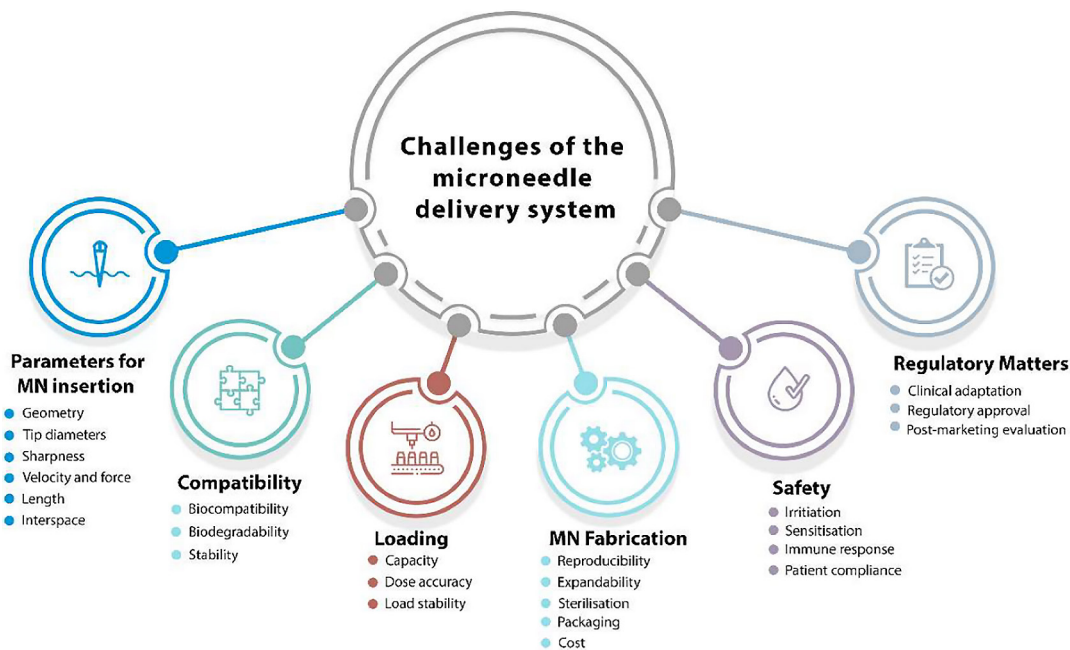 Challenges of the
microneedle
delivery system
Parameters for
MN insertion
Geometry
Tip diameters
Sharpness
Velocity and force
Length
Interspace
Compatibility
Biocompatibility
Biodegradability
Stability
Loading
Capacity
Dose accuracy
Load stability
MN Fabrication
Reproducibility
Expandability
Sterilisation
Packaging
Cost
Safety
Irritiation
Sensitisation
Immune response
Patient compliance
Regulatory Matters
Clinical adaptation
Regulatory approval
Post-marketing evaluation